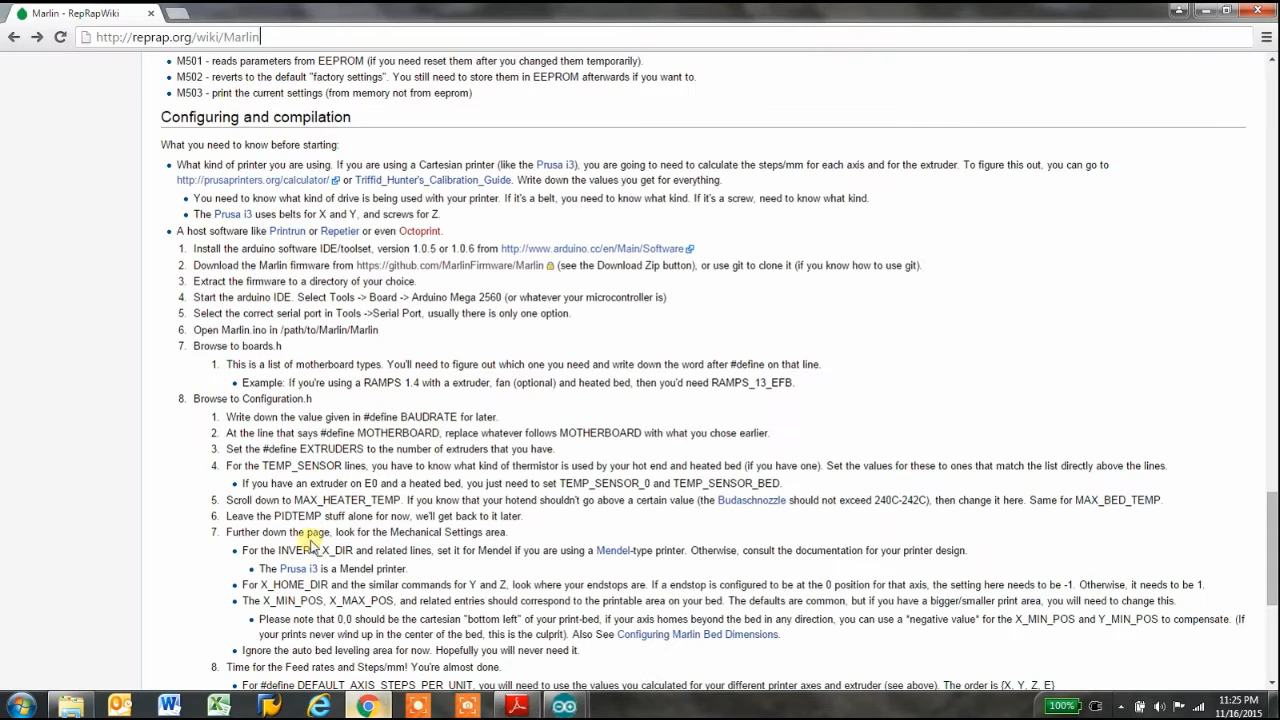 Marlin - RepRapWiki
http://reprap.org/wiki/Marlin
M501 - reads parameters from EEPROM (if you need reset them after you changed them temporarily).
M502 - reverts to the default "factory settings". You still need to store them in EEPROM afterwards if you want to.
M503 - print the current settings (from memory not from eeprom)
Configuring and compilation
What you need to know before starting:
What kind of printer you are using. If you are using a Cartesian printer (like the Prusa i3), you are going to need to calculate the steps/mm for each axis and for the extruder. To figure this out, you can go to
http://prusaprinters.org/calculator/ or Triffid_Hunter's_Calibration_Guide. Write down the values you get for everything.
You need to know what kind of drive is being used with your printer. If it's a belt, you need to know what kind. If it's a screw, need to know what kind.
The Prusa i3 uses belts for X and Y, and screws for Z.
A host software like Printrun or Repetier or even Octoprint.
1. Install the arduino software IDE/toolset, version 1.0.5 or 1.0.6 from http://www.arduino.cc/en/Main/Software
2. Download the Marlin firmware from https://github.com/MarlinFirmware/Marlin (see the Download Zip button), or use git to clone it (if you know how to use git).
3. Extract the firmware to a directory of your choice.
4. Start the arduino IDE. Select Tools -> Board -> Arduino Mega 2560 (or whatever your microcontroller is)
5. Select the correct serial port in Tools ->Serial Port, usually there is only one option.
6. Open Marlin.ino in /path/to/Marlin/Marlin
7. Browse to boards.h
1. This is a list of motherboard types. You'll need to figure out which one you need and write down the word after #define on that line.
Example: If you're using a RAMPS 1.4 with a extruder, fan (optional) and heated bed, then you'd need RAMPS_13_EFB.
8. Browse to Configuration.h
1. Write down the value given in #define BAUDRATE for later.
2. At the line that says #define MOTHERBOARD, replace whatever follows MOTHERBOARD with what you chose earlier.
3. Set the #define EXTRUDERS to the number of extruders that you have.
4. For the TEMP_SENSOR lines, you have to know what kind of thermistor is used by your hot end and heated bed (if you have one). Set the values for these to ones that match the list directly above the lines.
If you have an extruder on E0 and a heated bed, you just need to set TEMP_SENSOR_0 and TEMP_SENSOR_BED.
5. Scroll down to MAX_HEATER_TEMP. If you know that your hotend shouldn't go above a certain value (the Budaschnozzle should not exceed 240C-242C), then change it here. Same for MAX_BED_TEMP.
6. Leave the PIDTEMP stuff alone for now, we'll get back to it later.
7. Further down the page, look for the Mechanical Settings area.
For the INVERT_X_DIR and related lines, set it for Mendel if you are using a Mendel-type printer. Otherwise, consult the documentation for your printer design.
The Prusa i3 is a Mendel printer.
For X_HOME_DIR and the similar commands for Y and Z, look where your endstops are. If a endstop is configured to be at the 0 position for that axis, the setting here needs to be -1. Otherwise, it needs to be 1.
The X_MIN_POS, X_MAX_POS, and related entries should correspond to the printable area on your bed. The defaults are common, but if you have a bigger/smaller print area, you will need to change this.
Please note that 0,0 should be the cartesian "bottom left" of your print-bed, if your axis homes beyond the bed in any direction, you can use a *negative value* for the X_MIN_POS and Y_MIN_POS to compensate. (If
your prints never wind up in the center of the bed, this is the culprit). Also See Configuring Marlin Bed Dimensions.
Ignore the auto bed leveling area for now. Hopefully you will never need it.
8. Time for the Feed rates and Steps/mm! You're almost done.
For #define DEFAULT_AXIS_STEPS_PER_UNIT, you will need to use the values you calculated for your different printer axes and extruder (see above). The order is {X, Y, Z, E}
100%
11:25 PM
11/16/2015